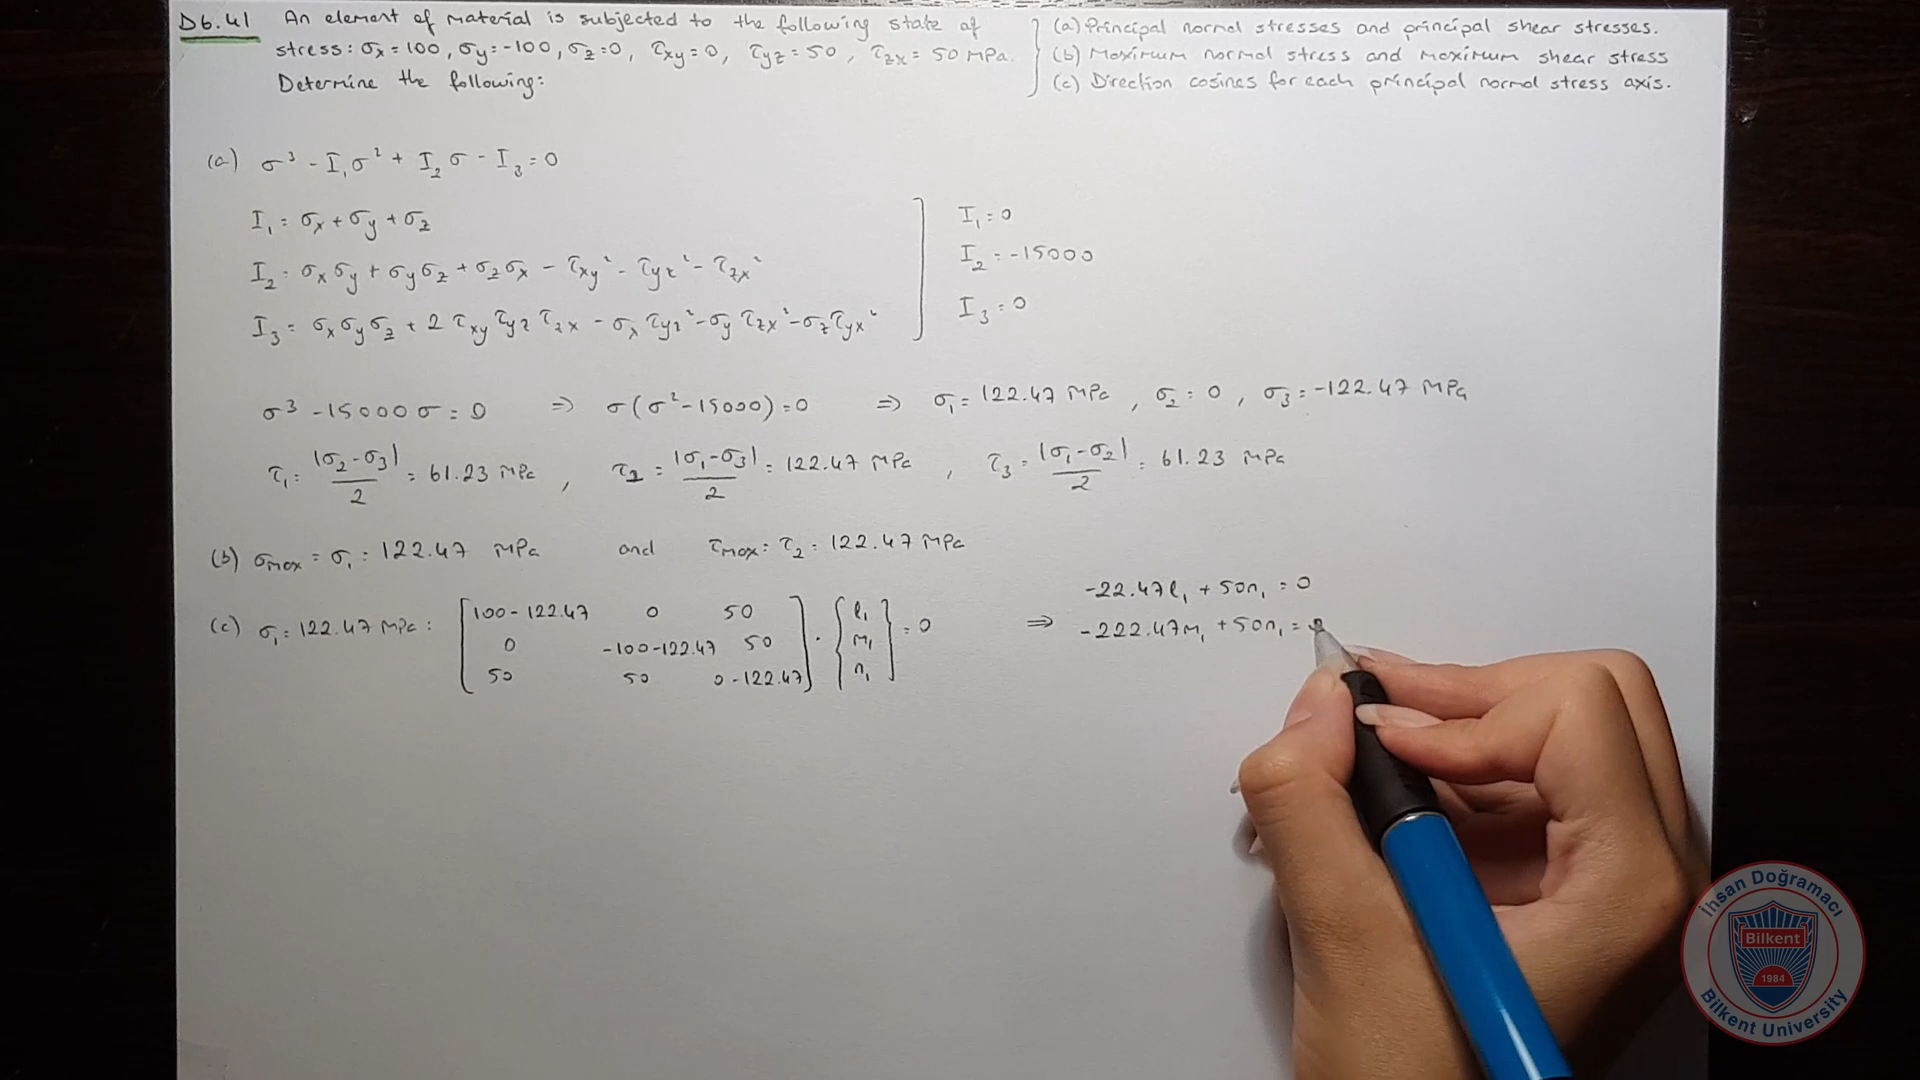 D6.41 An element of material is subjected to the following state of
stress: σx = 100, σy = -100, σz = 0, τxy = 0, τyz = 50, τzx = 50 MPa.
Determine the following:
(a) Principal normal stresses and principal shear stresses.
(b) Maximum normal stress and maximum shear stress
(c) Direction cosines for each principal normal stress axis.
(a) σ³ - I₁σ² + I₂σ - I₃ = 0
I₁ = σx + σy + σz
I₂ = σxσy + σyσz + σzσx - τxy² - τyz² - τzx²
I₃ = σxσyσz + 2τxyτyzτzx - σxτyz² - σyτzx² - σzτyx²
I₁ = 0
I₂ = -15000
I₃ = 0
σ³ - 15000σ = 0 ⇒ σ(σ² - 15000) = 0 ⇒ σ₁ = 122.47 MPa, σ₂ = 0, σ₃ = -122.47 MPa
τ₁ = |σ₂-σ₃|/2 = 61.23 MPa, τ₂ = |σ₁-σ₃|/2 = 122.47 MPa, τ₃ = |σ₁-σ₂|/2 = 61.23 MPa
(b) σmax = σ₁ = 122.47 MPa and τmax = τ₂ = 122.47 MPa
(c) σ₁ = 122.47 MPa:
100-122.47 0 50
0 -100-122.47 50
50 50 0-122.47
·
l₁
m₁
n₁
= 0 ⇒
-22.47l₁ + 50n₁ = 0
-222.47m₁ + 50n₁ =
İhsan Doğramacı
Bilkent
1984
Bilkent University